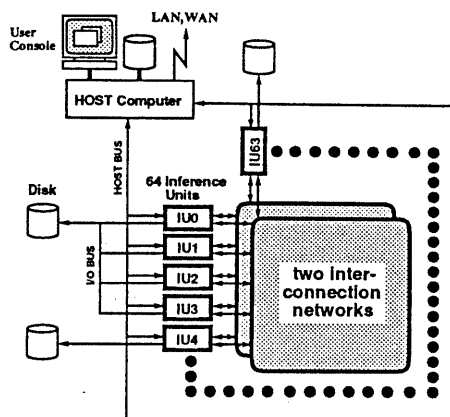 LAN,WAN
User
Console
HOST Computer
HOST BUS
IU63
64 Inference
Units
Disk
IU0
IU1
I/O BUS
IU2
IU3
IU4
two inter-
connection
networks